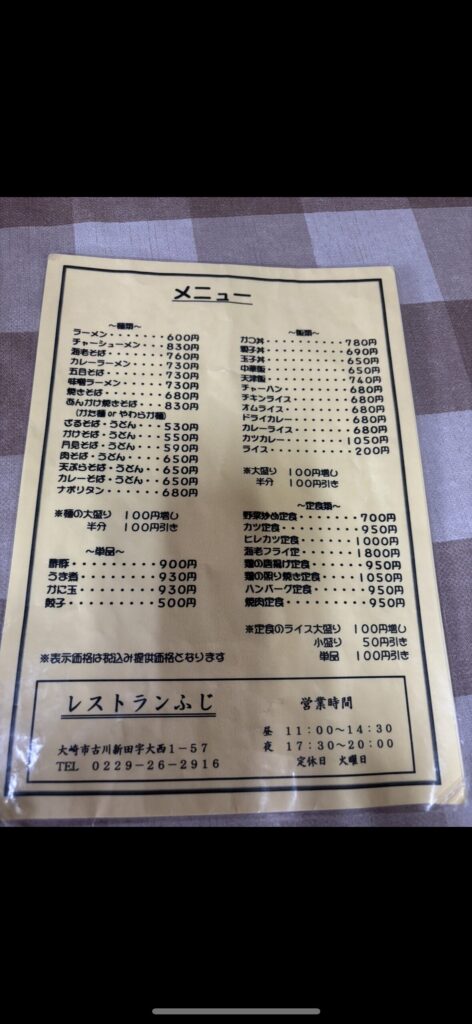 メニュー
～麺類～
ラーメン・・・・・・・600円
チャーシューメン・・・・830円
海老そば・・・・・・・760円
カレーラーメン・・・・・730円
五目そば・・・・・・・730円
味噌ラーメン・・・・・・730円
焼きそば・・・・・・・680円
あんかけ焼きそば・・・・830円
(かた麺 or やわらか麺)
ざるそば・うどん・・・530円
かけそば・うどん・・・550円
月見そば・うどん・・・590円
肉そば・うどん・・・・650円
天ぷらそば・うどん・・650円
カレーそば・うどん・・650円
ナポリタン・・・・・・680円
※麺の大盛り 100円増し
半分 100円引き
～単品～
酢豚・・・・・・・・・900円
うま煮・・・・・・・・930円
かに玉・・・・・・・・930円
餃子・・・・・・・・・500円
～飯類～
かつ丼・・・・・・・・・・780円
親子丼・・・・・・・・・・690円
玉子丼・・・・・・・・・・650円
中華飯・・・・・・・・・・650円
天津飯・・・・・・・・・・740円
チャーハン・・・・・・・・680円
チキンライス・・・・・・・680円
オムライス・・・・・・・・680円
ドライカレー・・・・・・・680円
カレーライス・・・・・・・680円
カツカレー・・・・・・・1050円
ライス・・・・・・・・・・200円
※大盛り 100円増し
半分 100円引き
～定食類～
野菜炒め定食・・・・・・・700円
カツ定食・・・・・・・・・950円
ヒレカツ定食・・・・・・1000円
海老フライ定・・・・・・1800円
鶏の唐揚げ定食・・・・・・950円
鶏の照り焼き定食・・・・1050円
ハンバーグ定食・・・・・・950円
焼肉定食・・・・・・・・・950円
※定食のライス大盛り 100円増し
小盛り 50円引き
単品 100円引き
※表示価格は税込み提供価格となります
レストランふじ
大崎市古川新田字大西1－57
TEL 0229－26－2916
営業時間
昼 11:00～14:30
夜 17:30～20:00
定休日 火曜日